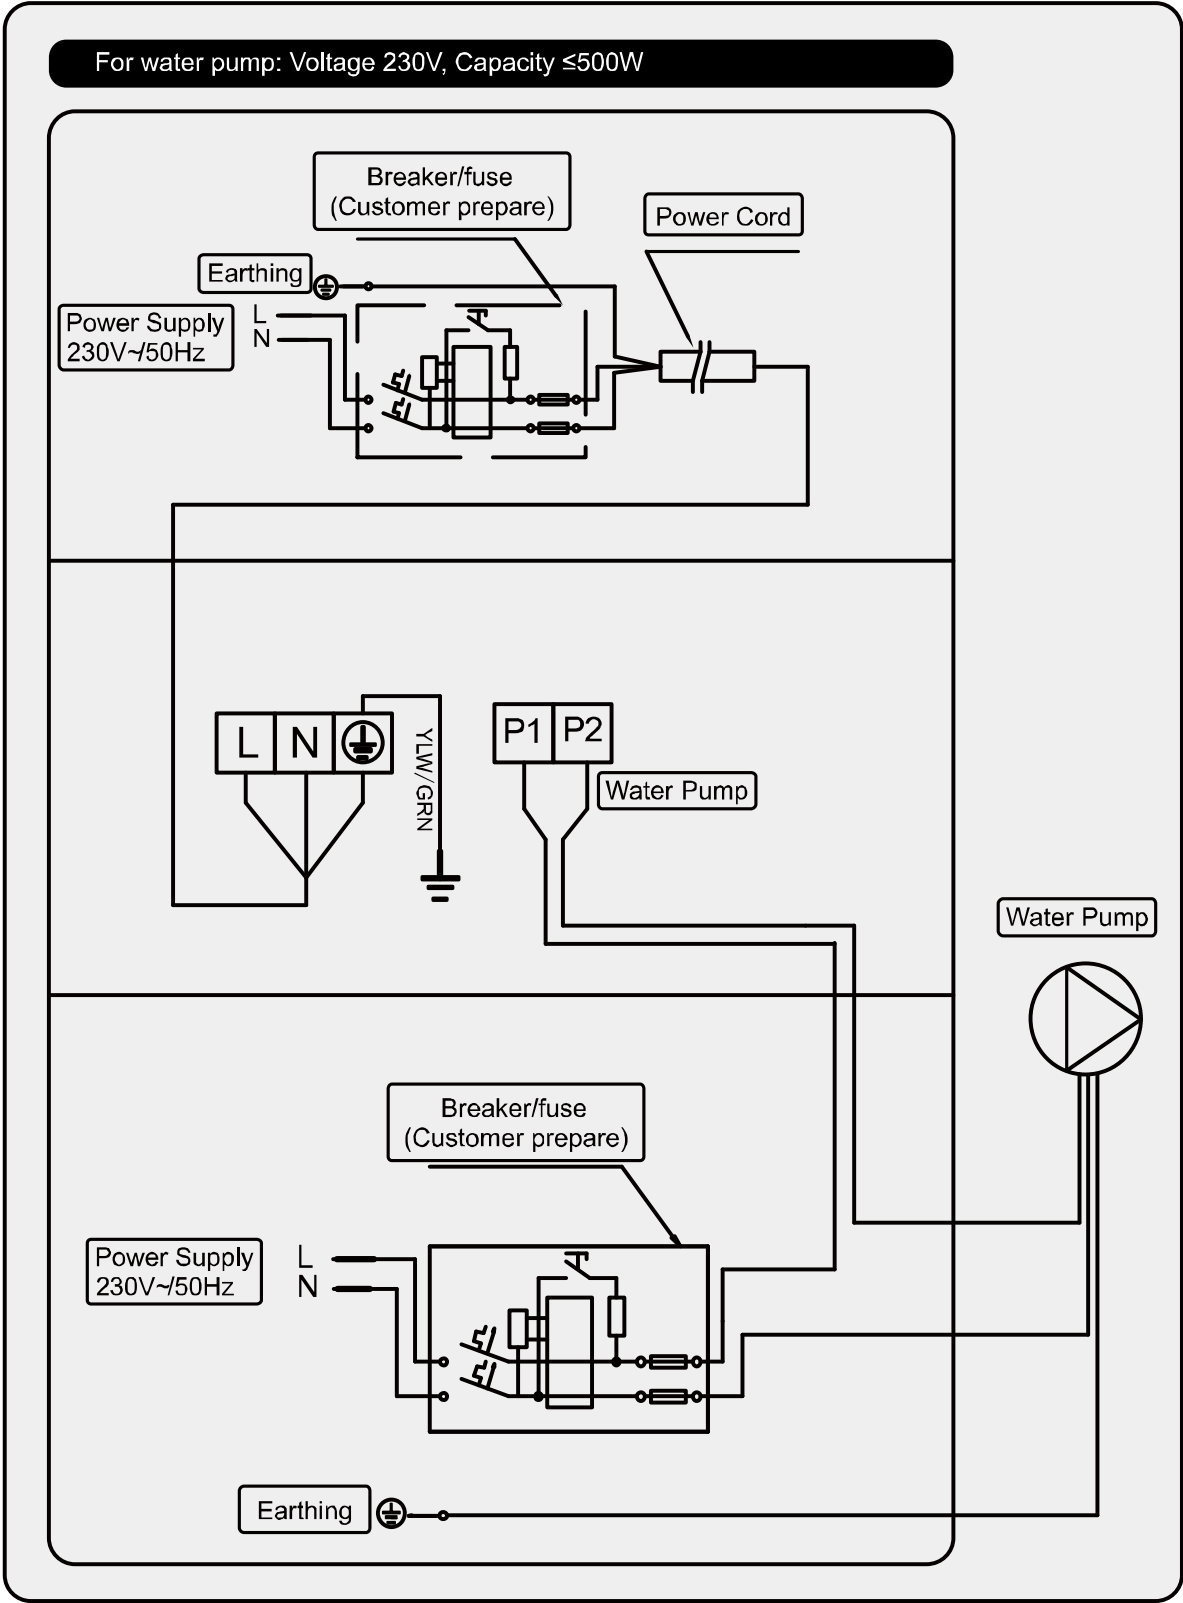 For water pump: Voltage 230V, Capacity ≤500W
Breaker/fuse
(Customer prepare)
Power Cord
Earthing
Power Supply
230V~/50Hz
L
N
L N
P1 P2
YLW/GRN
Water Pump
Water Pump
Breaker/fuse
(Customer prepare)
Power Supply
230V~/50Hz
L
N
Earthing